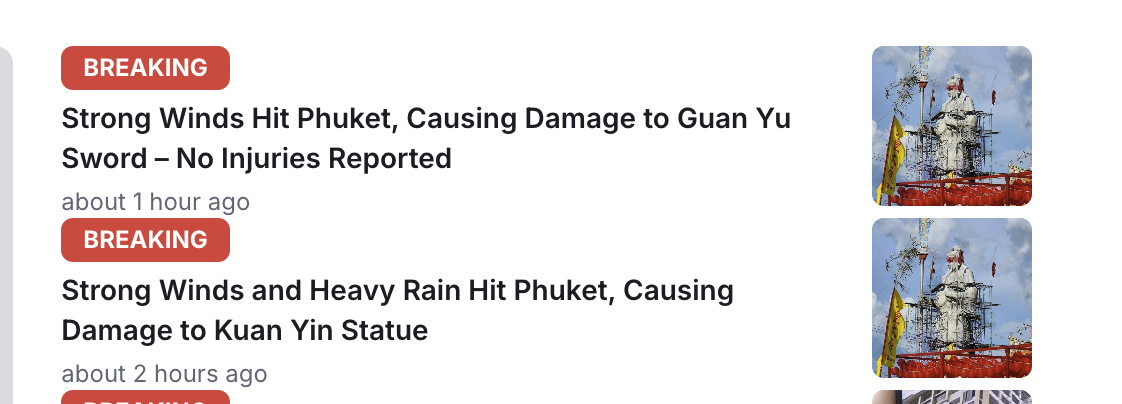 BREAKING
Strong Winds Hit Phuket, Causing Damage to Guan Yu
Sword – No Injuries Reported
about 1 hour ago
BREAKING
Strong Winds and Heavy Rain Hit Phuket, Causing
Damage to Kuan Yin Statue
about 2 hours ago
BREAKING